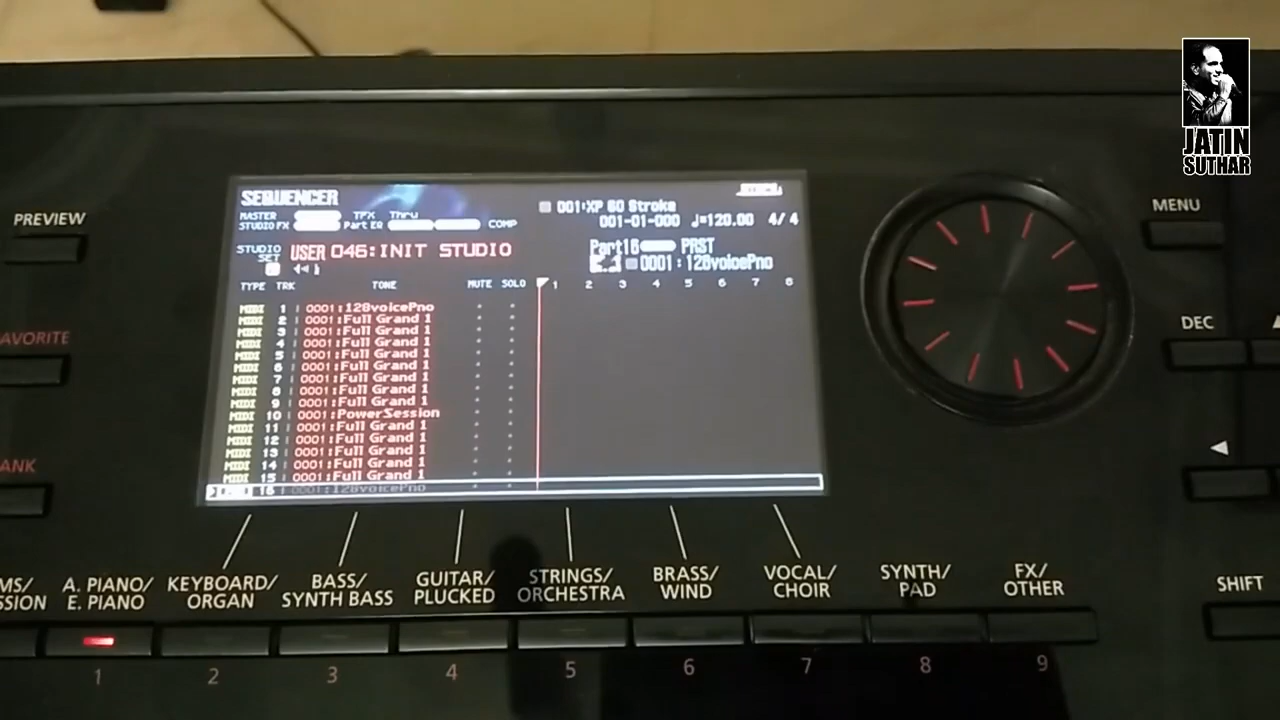 JATIN
SUTHAR
PREVIEW
AVORITE
ANK
MENU
DEC
SHIFT
SEQUENCER
001:XP 60 Stroke
MASTER TFX Thru
STUDIO FX Part EQ COMP
001-01-000 ♩=120.00 4/4
STUDIO SET USER 046:INIT STUDIO
Part16 PRST
0001:128voicePno
TYPE TRK TONE MUTE SOLO 1 2 3 4 5 6 7 8
MIDI 1 0001:128voicePno
MIDI 2 0001:Full Grand 1
MIDI 3 0001:Full Grand 1
MIDI 4 0001:Full Grand 1
MIDI 5 0001:Full Grand 1
MIDI 6 0001:Full Grand 1
MIDI 7 0001:Full Grand 1
MIDI 8 0001:Full Grand 1
MIDI 9 0001:Full Grand 1
MIDI 10 0001:PowerSession
MIDI 11 0001:Full Grand 1
MIDI 12 0001:Full Grand 1
MIDI 13 0001:Full Grand 1
MIDI 14 0001:Full Grand 1
MIDI 15 0001:Full Grand 1
16 0001:128voicePno
MS/
SSION
A. PIANO/
E. PIANO
KEYBOARD/
ORGAN
BASS/
SYNTH BASS
GUITAR/
PLUCKED
STRINGS/
ORCHESTRA
BRASS/
WIND
VOCAL/
CHOIR
SYNTH/
PAD
FX/
OTHER
1 2 3 4 5 6 7 8 9